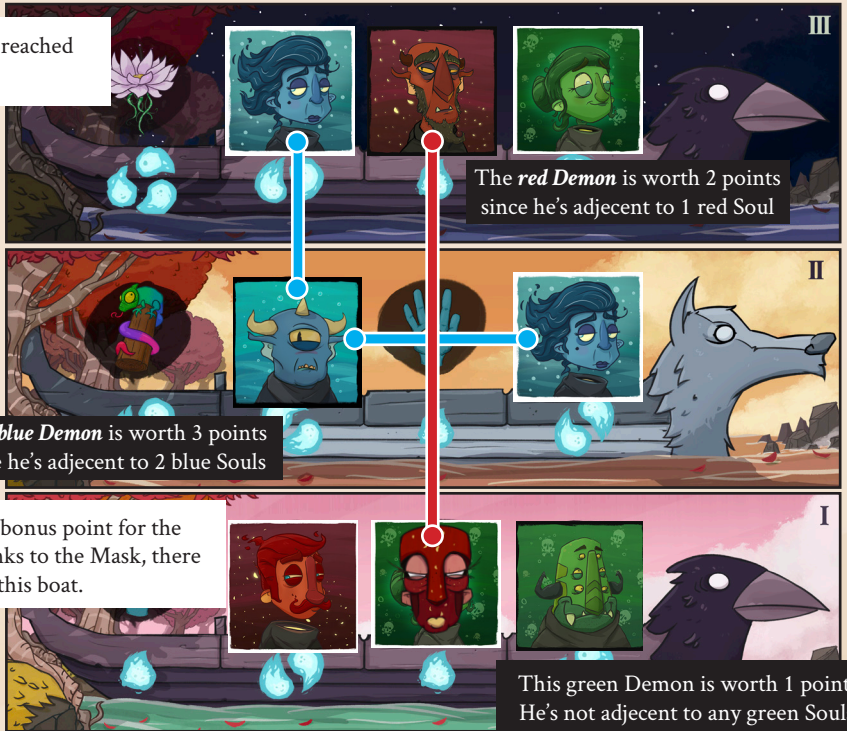 reached
III
The red Demon is worth 2 points
since he's adjecent to 1 red Soul
II
blue Demon is worth 3 points
he's adjecent to 2 blue Souls
bonus point for the
to the Mask, there
this boat.
I
This green Demon is worth 1 point
He's not adjecent to any green Soul